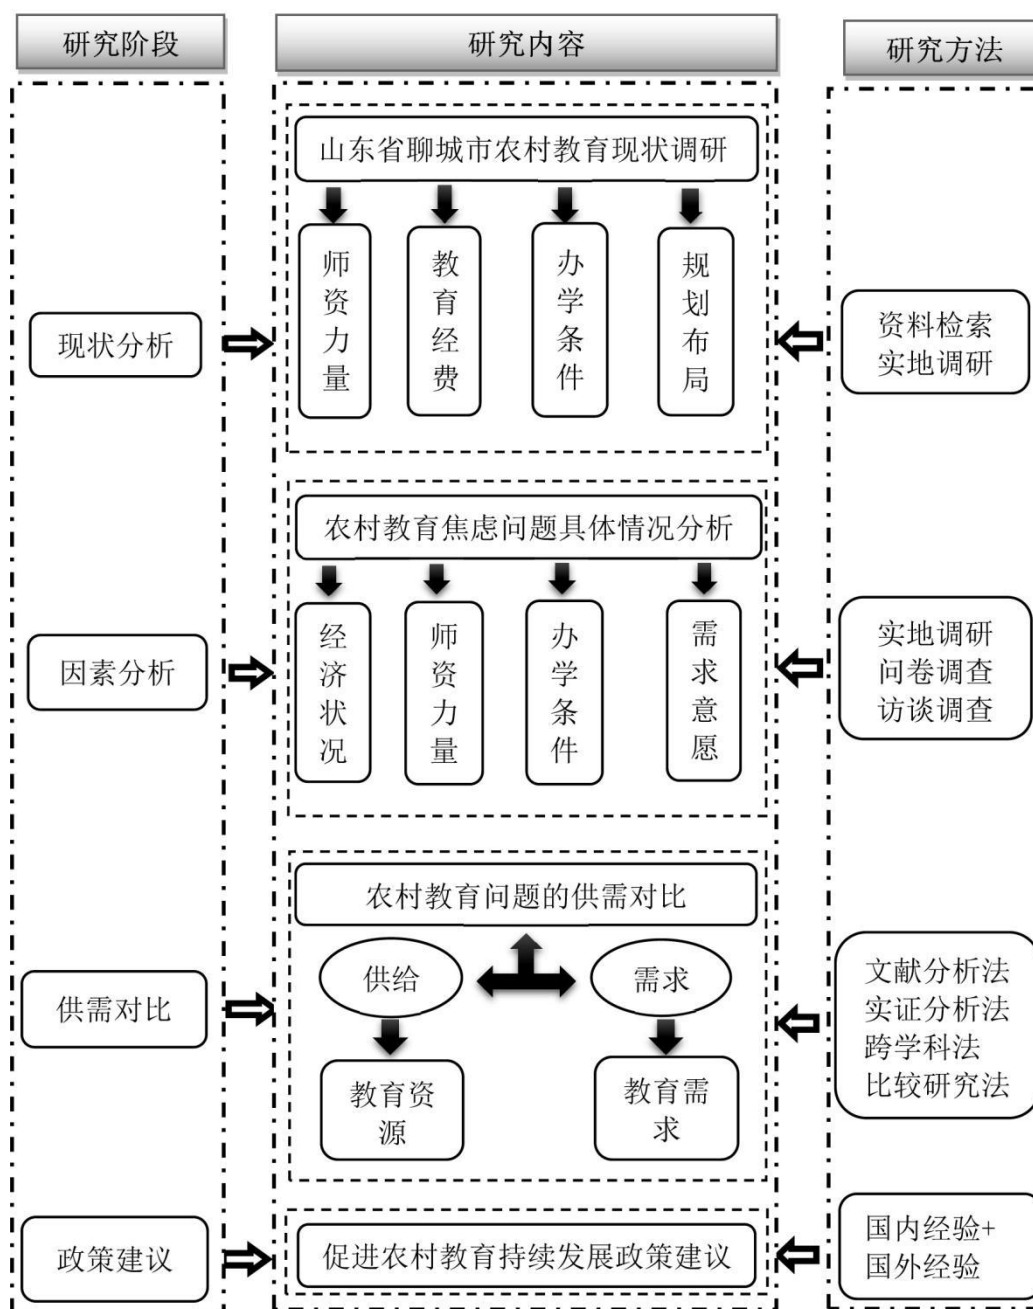 研究阶段
研究内容
研究方法
山东省聊城市农村教育现状调研
师资力量
教育经费
办学条件
规划布局
现状分析
资料检索
实地调研
农村教育焦虑问题具体情况分析
经济状况
师资力量
办学条件
需求意愿
因素分析
实地调研
问卷调查
访谈调查
农村教育问题的供需对比
供给
需求
教育资
源
教育需
求
供需对比
文献分析法
实证分析法
跨学科法
比较研究法
政策建议
促进农村教育持续发展政策建议
国内经验+
国外经验